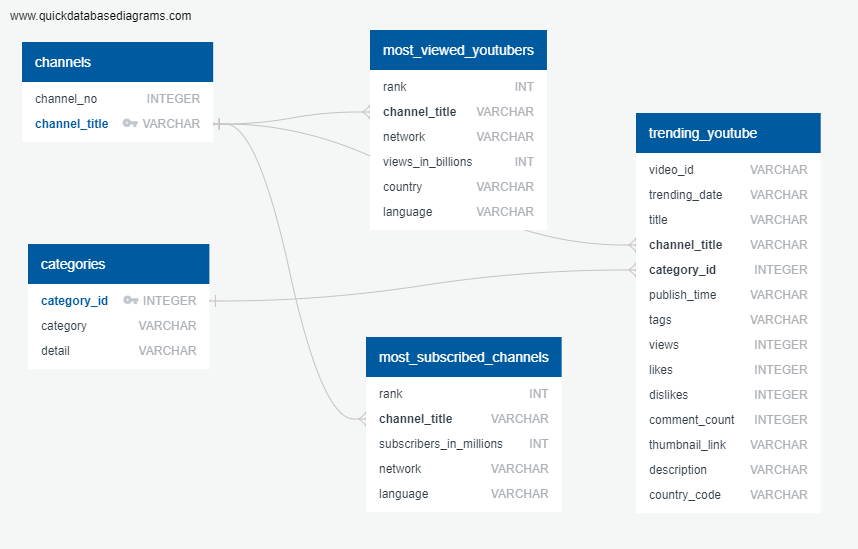 www.quickdatabasediagrams.com
channels
channel_no INTEGER
channel_title VARCHAR
categories
category_id INTEGER
category VARCHAR
detail VARCHAR
most_viewed_youtubers
rank INT
channel_title VARCHAR
network VARCHAR
views_in_billions INT
country VARCHAR
language VARCHAR
most_subscribed_channels
rank INT
channel_title VARCHAR
subscribers_in_millions INT
network VARCHAR
language VARCHAR
trending_youtube
video_id VARCHAR
trending_date VARCHAR
title VARCHAR
channel_title VARCHAR
category_id INTEGER
publish_time VARCHAR
tags VARCHAR
views INTEGER
likes INTEGER
dislikes INTEGER
comment_count INTEGER
thumbnail_link VARCHAR
description VARCHAR
country_code VARCHAR